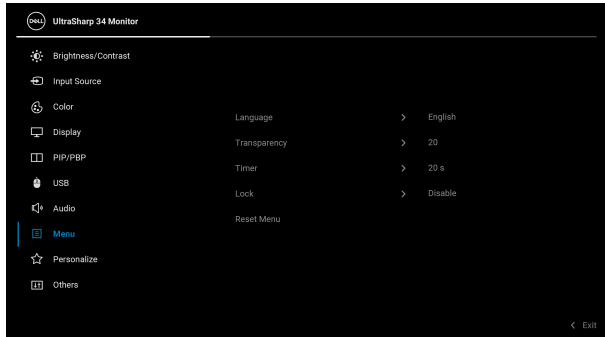 DELL UltraSharp 34 Monitor
Brightness/Contrast
Input Source
Color
Display
PIP/PBP
USB
Audio
Menu
Personalize
Others
Language > English
Transparency > 20
Timer > 20 s
Lock > Disable
Reset Menu
< Exit